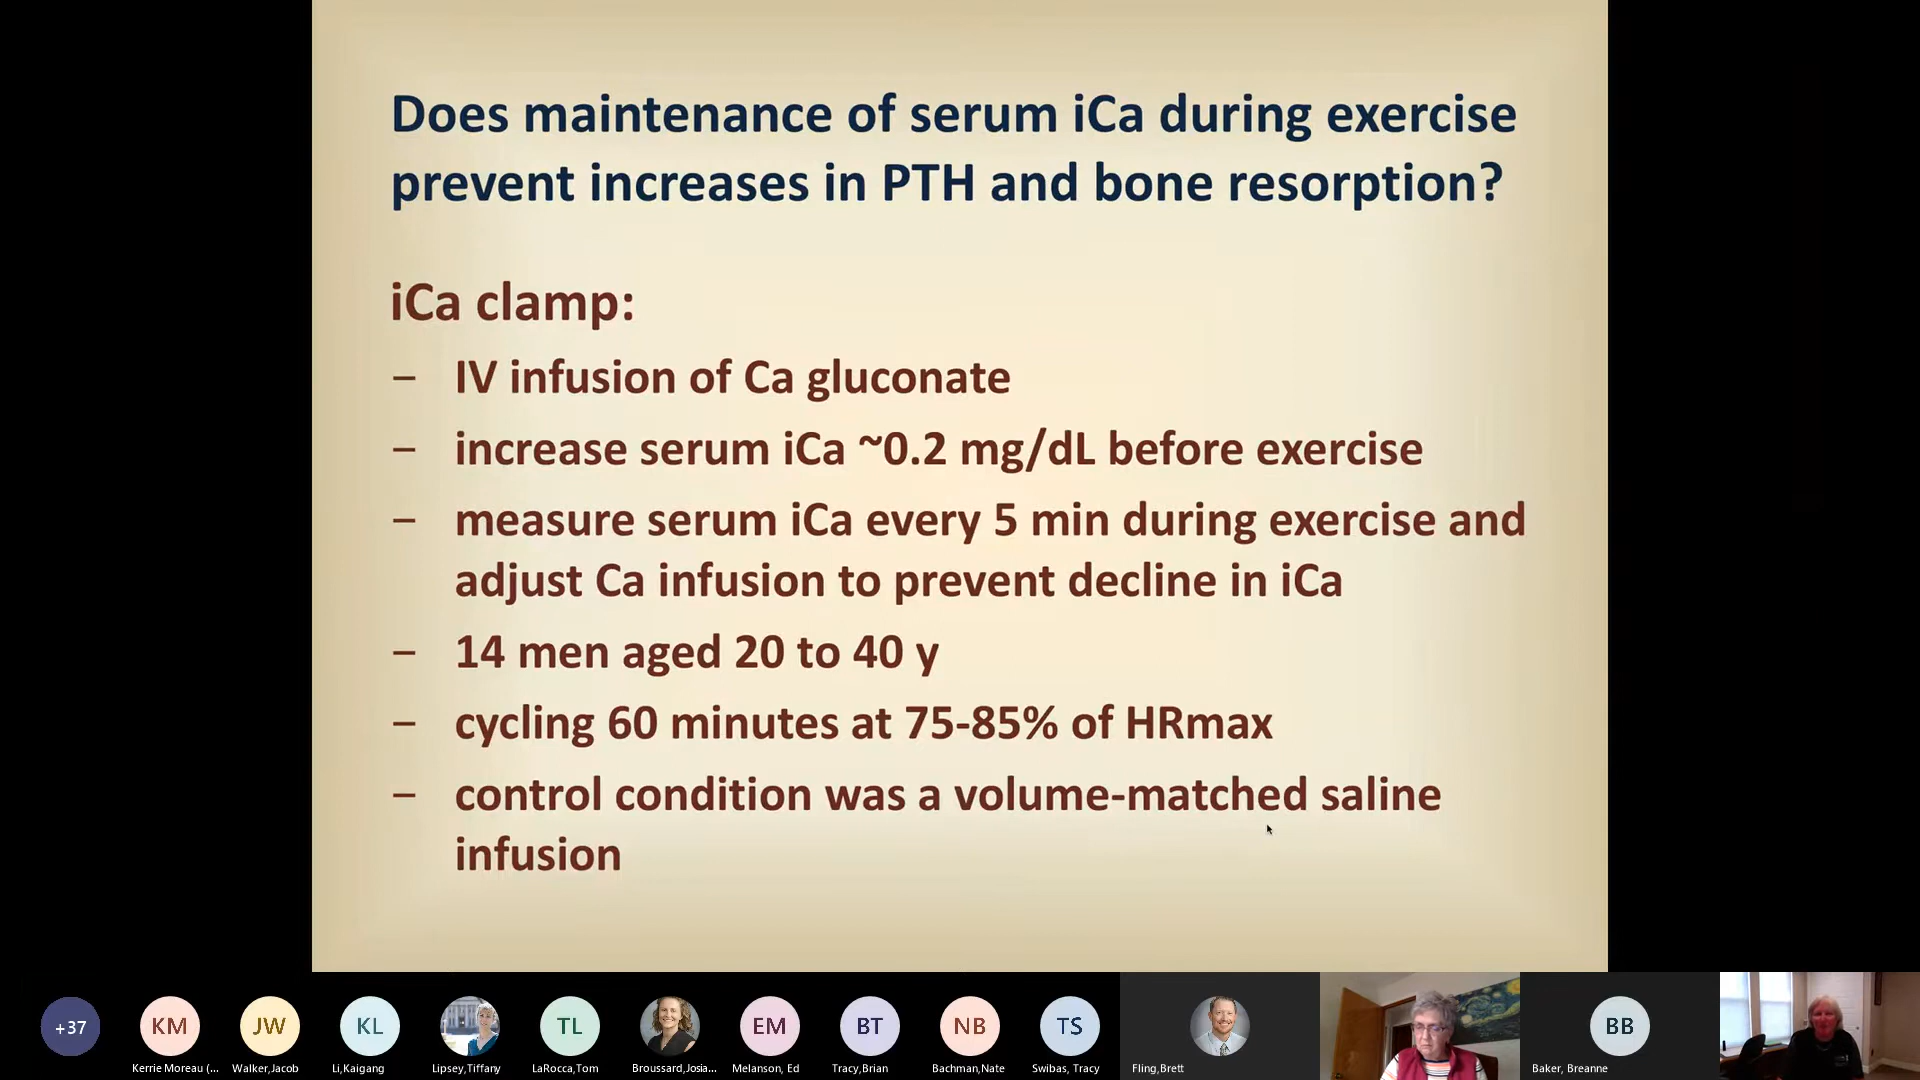 Does maintenance of serum iCa during exercise
prevent increases in PTH and bone resorption?
iCa clamp:
– IV infusion of Ca gluconate
– increase serum iCa ~0.2 mg/dL before exercise
– measure serum iCa every 5 min during exercise and
adjust Ca infusion to prevent decline in iCa
– 14 men aged 20 to 40 y
– cycling 60 minutes at 75-85% of HRmax
– control condition was a volume-matched saline
infusion
+37
KM
JW
KL
TL
EM
BT
NB
TS
BB
Kerrie Moreau (...
Walker,Jacob
Li,Kaigang
Lipsey,Tiffany
LaRocca,Tom
Broussard,Josia...
Melanson, Ed
Tracy,Brian
Bachman,Nate
Swibas, Tracy
Fling,Brett
Baker, Breanne